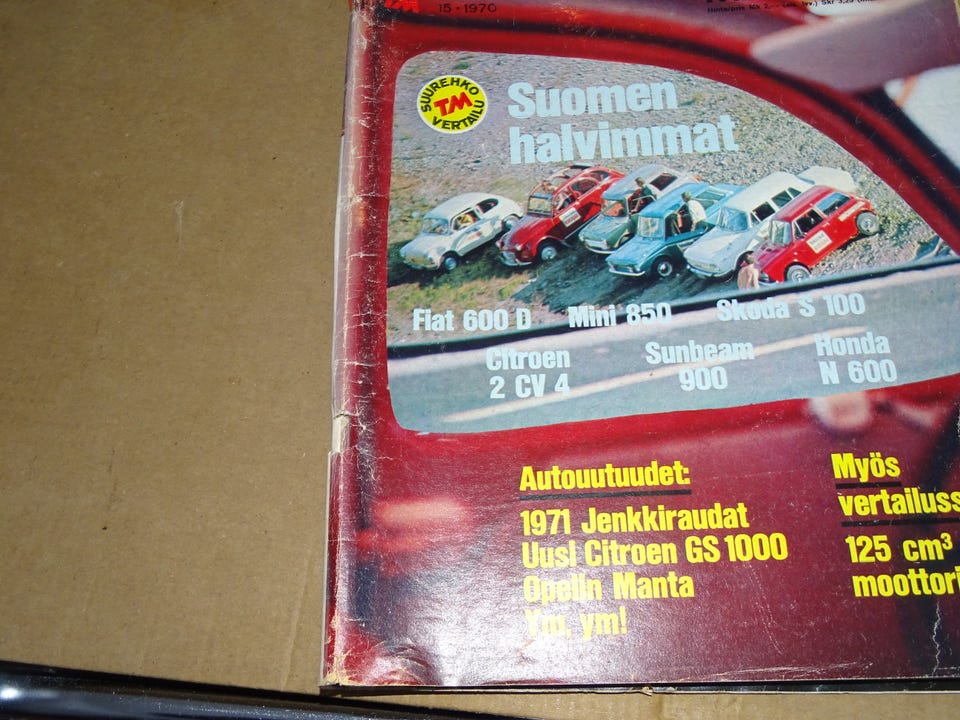 TM
15 · 1970
SUUREHKO
TM
VERTAILU
Suomen
halvimmat
Fiat 600 D
Mini 850
Skoda S 100
Citroen
2 CV 4
Sunbeam
900
Honda
N 600
Autouutuudet:
1971 Jenkkiraudat
Uusi Citroen GS 1000
Opelin Manta
Ym, ym!
Myös
vertailuss
125 cm³
moottori